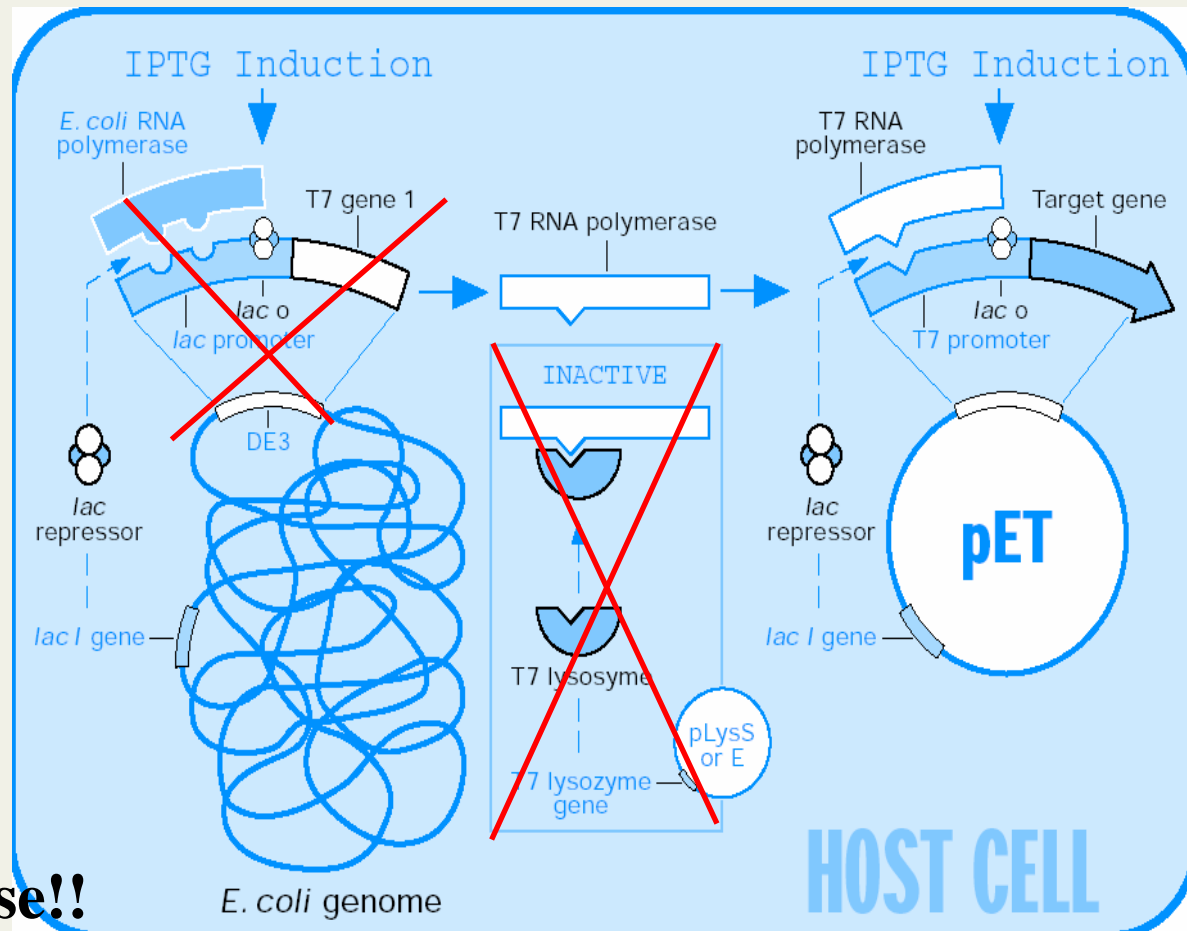 IPTG Induction
E. coli RNA
polymerase
T7 gene 1
lac o
lac promoter
DE3
lac
repressor
lac I gene
E. coli genome
T7 RNA polymerase
INACTIVE
T7 lysosyme
T7 lysozyme
gene
pLysS
or E
IPTG Induction
T7 RNA
polymerase
Target gene
lac o
T7 promoter
lac
repressor
pET
lac I gene
HOST CELL
se!!